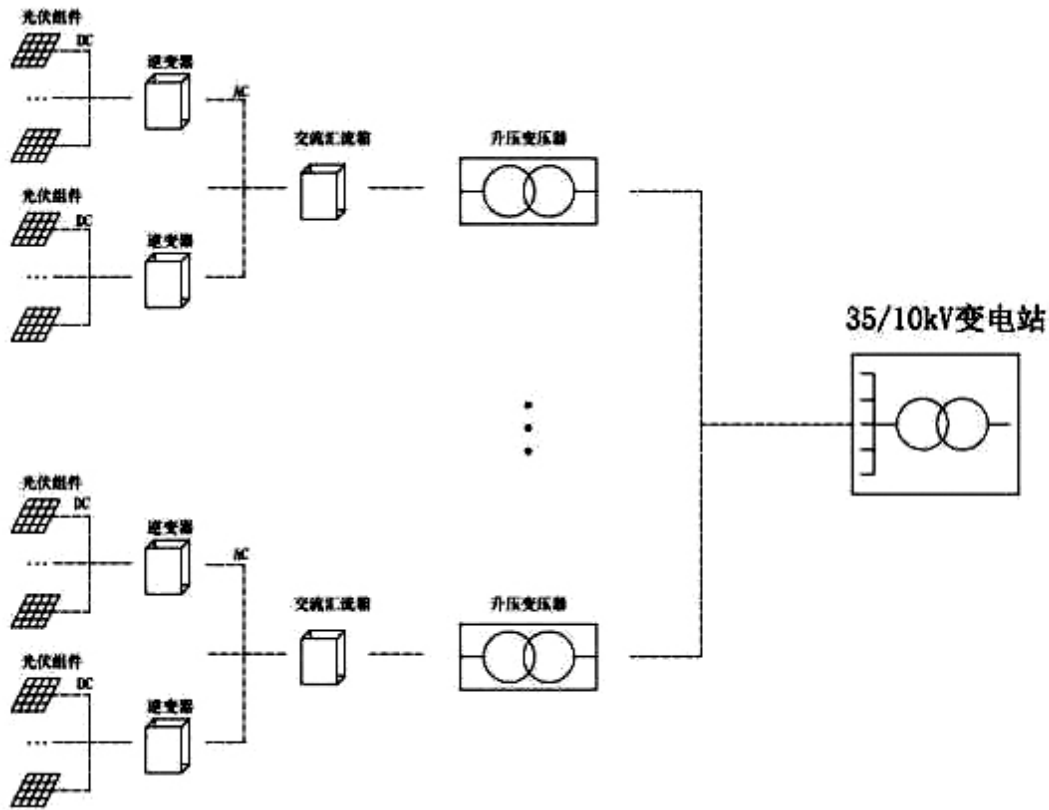 光伏组件
DC
逆变器
AC
交流汇流箱
升压变压器
光伏组件
DC
逆变器
35/10kV变电站
光伏组件
DC
逆变器
AC
交流汇流箱
升压变压器
光伏组件
DC
逆变器